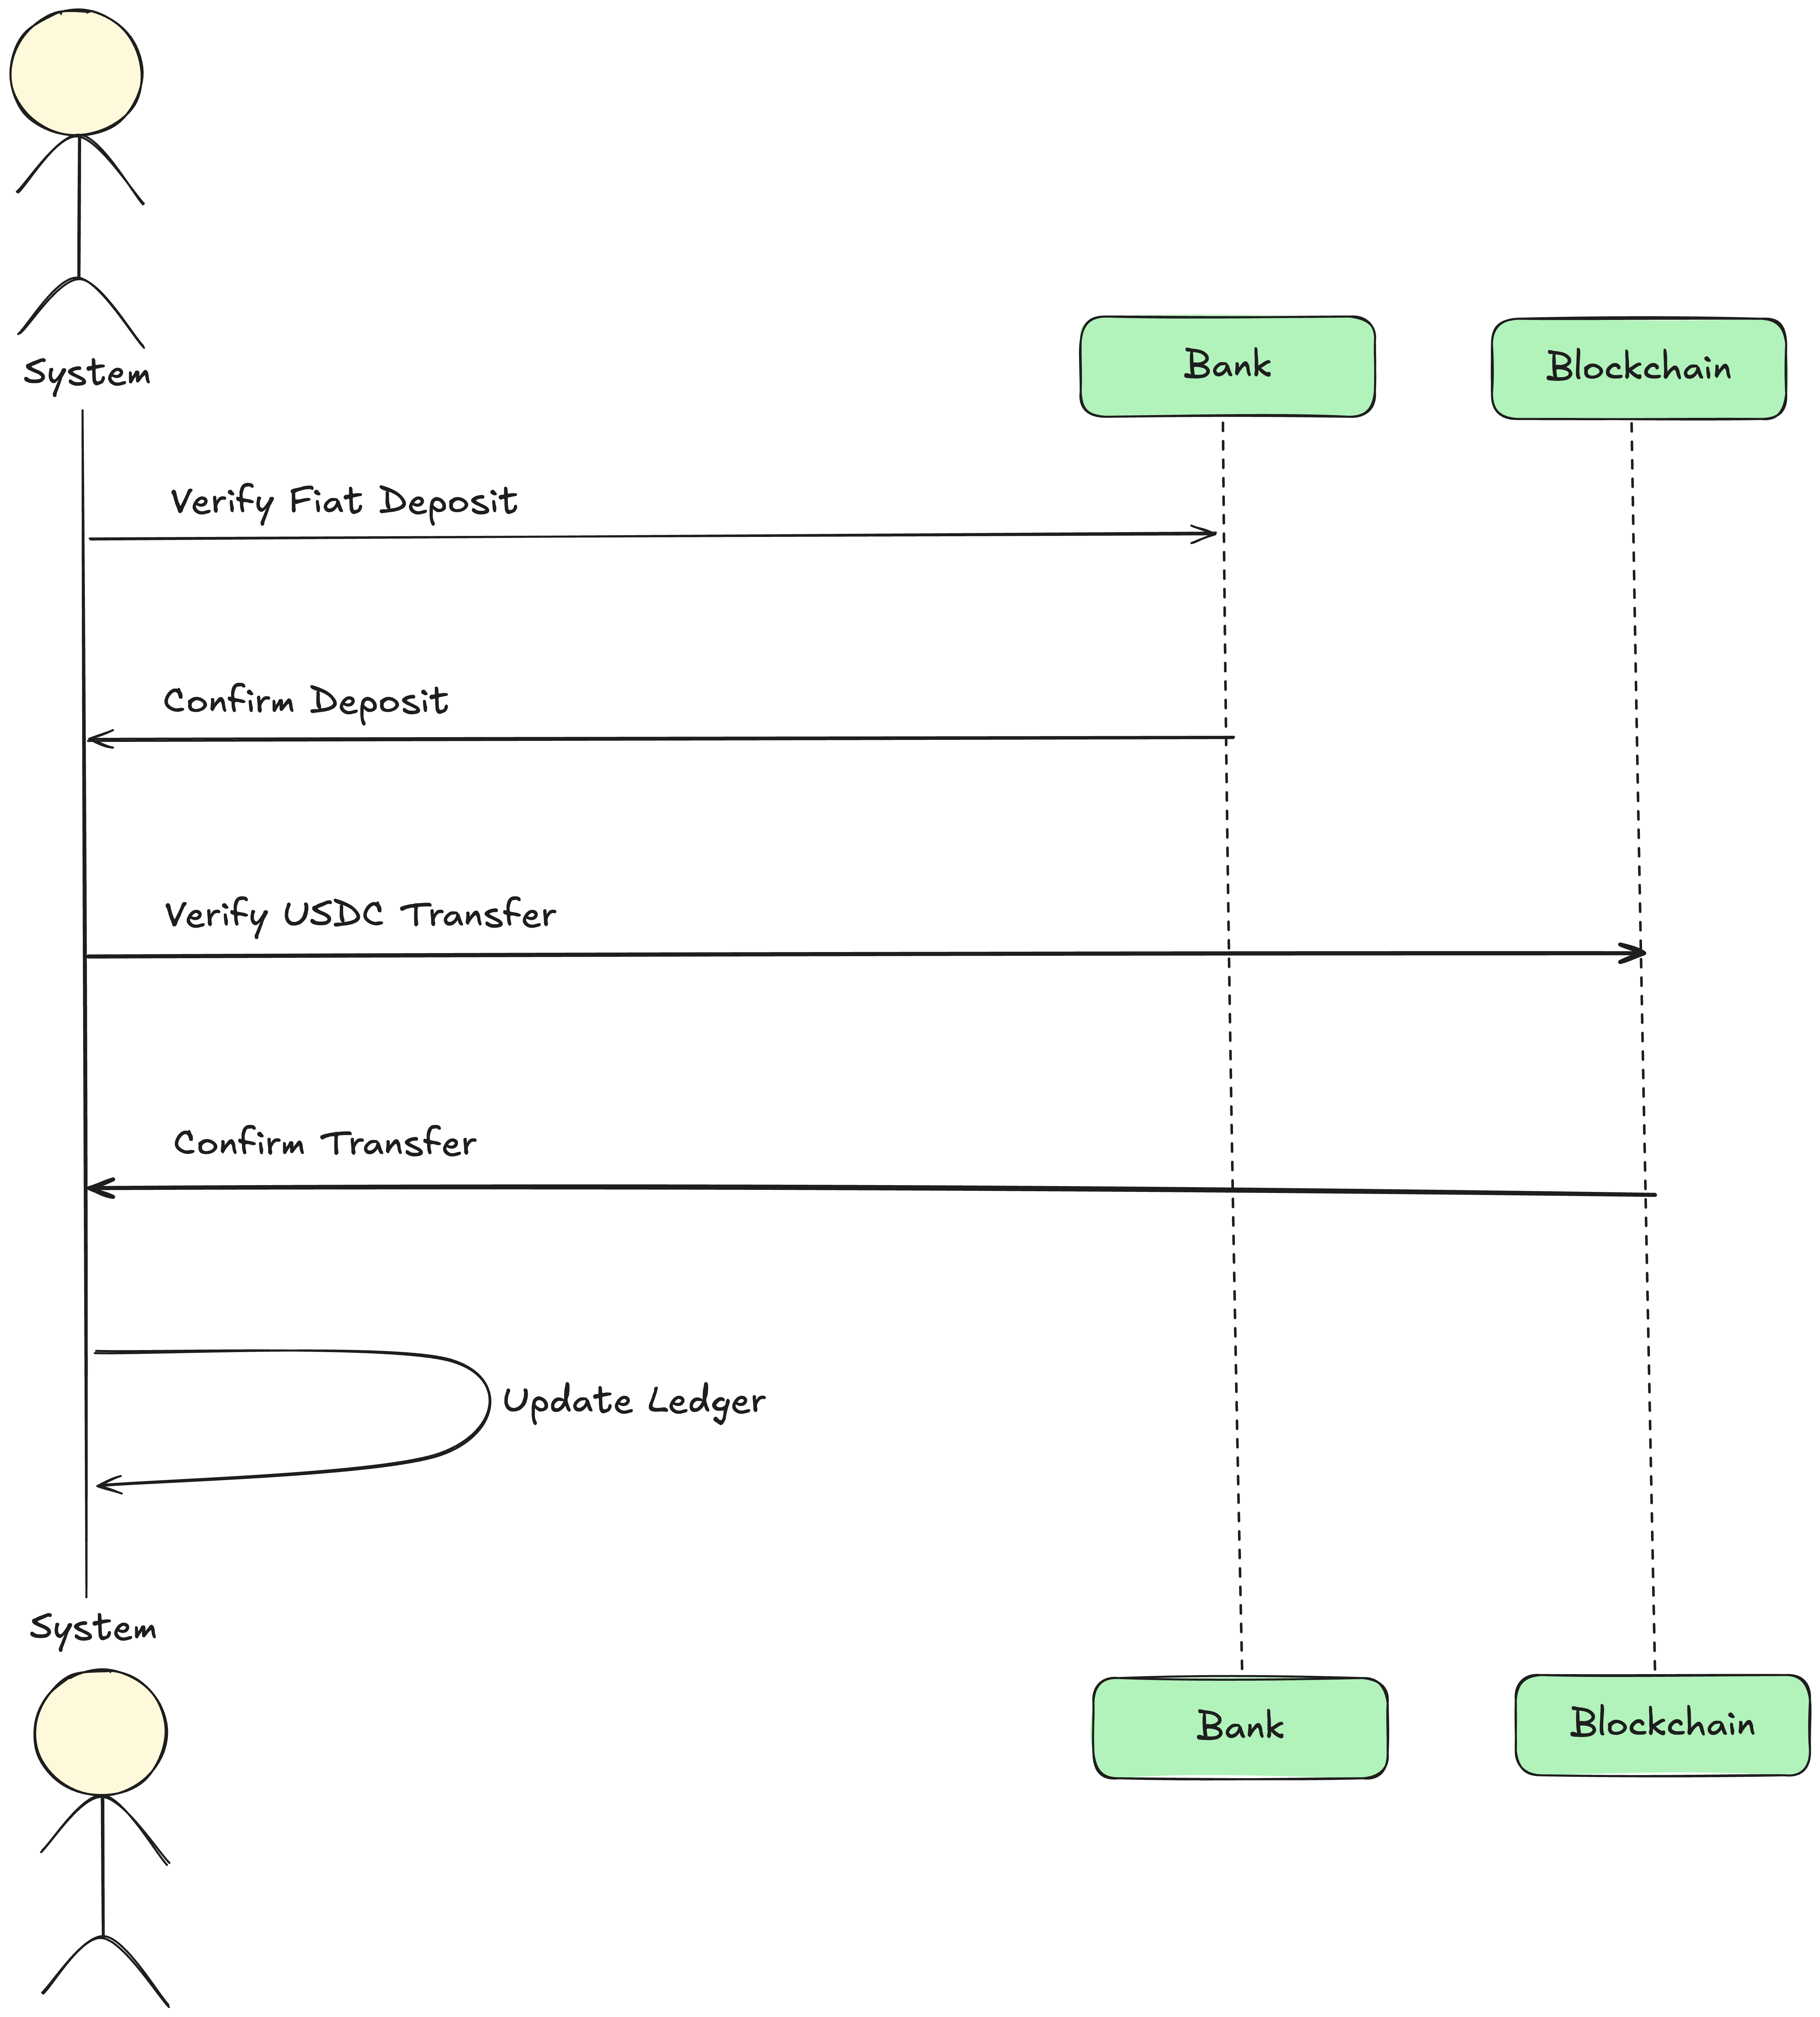 System
Bank
Blockchain
Verify Fiat Deposit
Confirm Deposit
Verify USDC Transfer
Confirm Transfer
Update Ledger
System
Bank
Blockchain